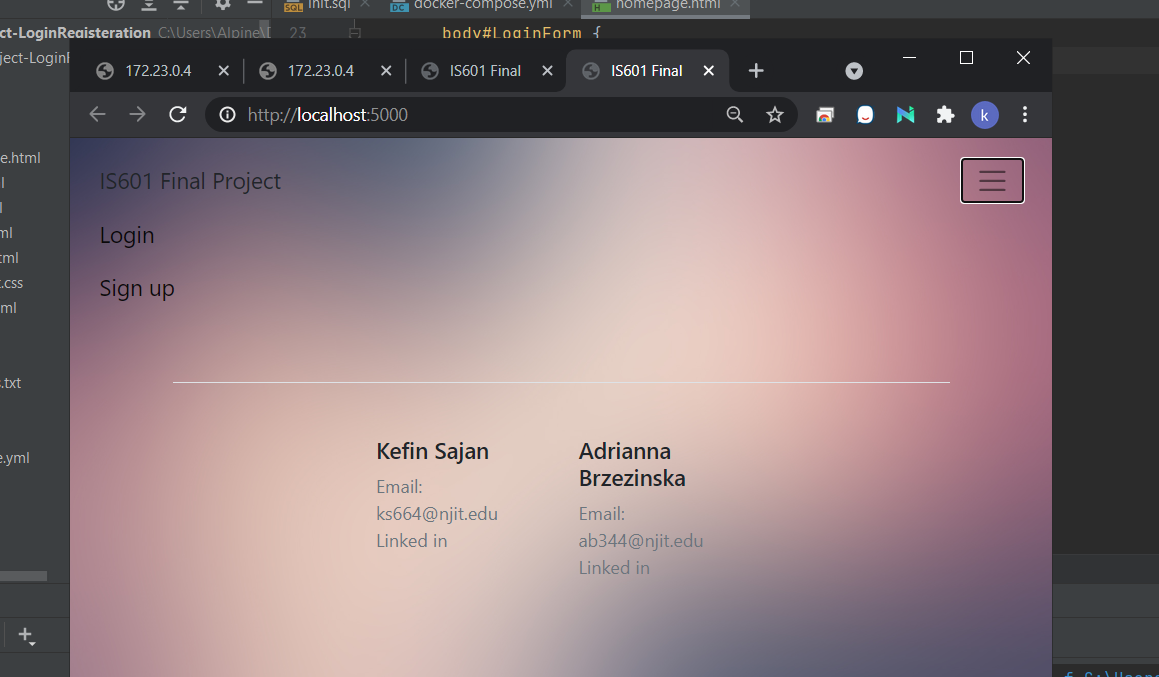 init.sql
docker-compose.yml
homepage.html
ct-LoginRegisteration C:\Users\Alpine\
23
body#LoginForm {
e.html
ml
tml
.css
ml
.txt
e.yml
172.23.0.4
172.23.0.4
IS601 Final
IS601 Final
http://localhost:5000
k
IS601 Final Project
Login
Sign up
Kefin Sajan
Email:
ks664@njit.edu
Linked in
Adrianna
Brzezinska
Email:
ab344@njit.edu
Linked in